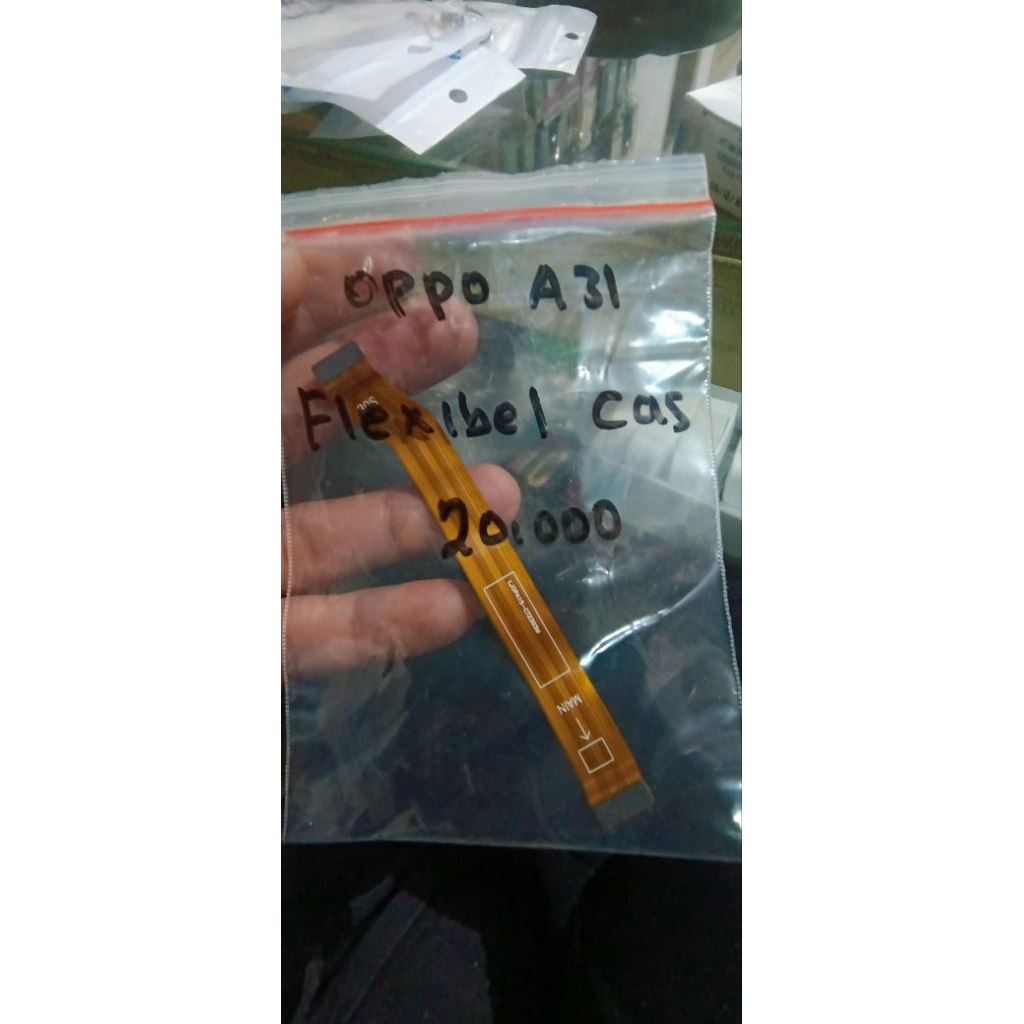 OPPO A31
Flexibel Cas
20.000
SUB
MAIN